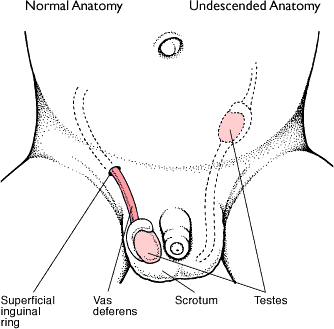 Normal Anatomy
Undescended Anatomy
Superficial
inguinal
ring
Vas
deferens
Scrotum
Testes